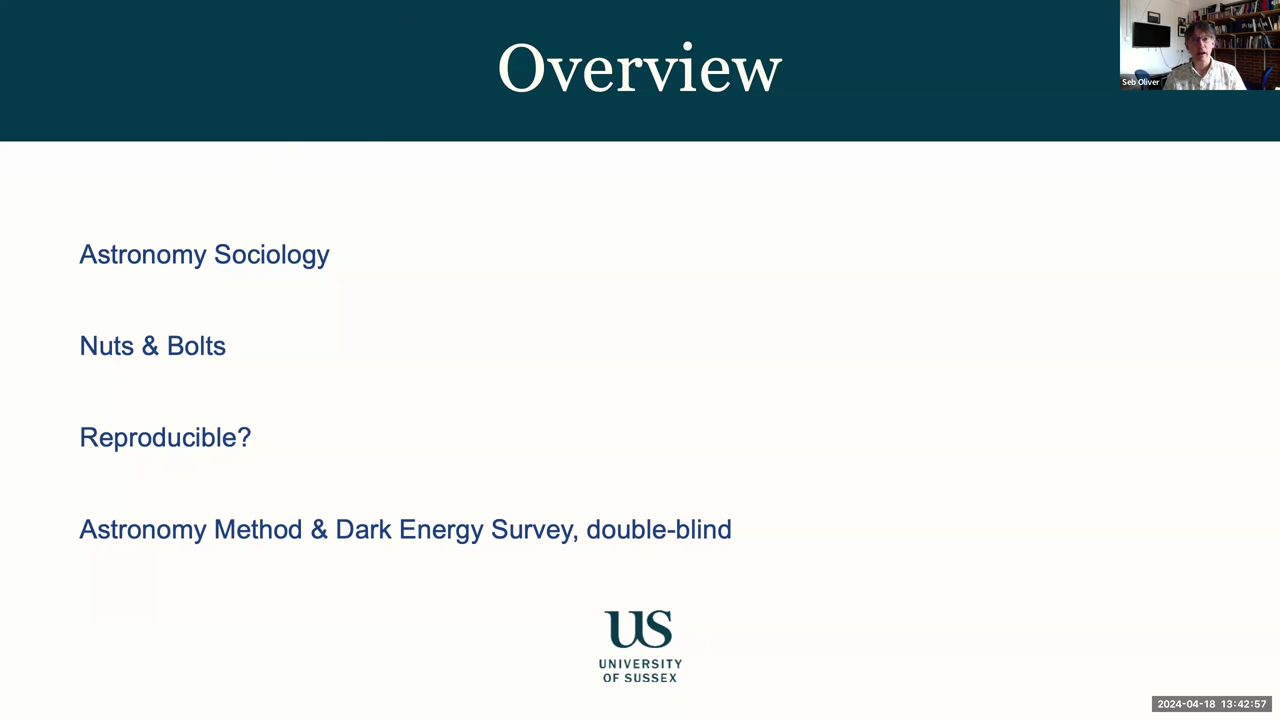 Overview
Seb Oliver
Astronomy Sociology
Nuts & Bolts
Reproducible?
Astronomy Method & Dark Energy Survey, double-blind
US
UNIVERSITY
OF SUSSEX
2024-04-18 13:42:57